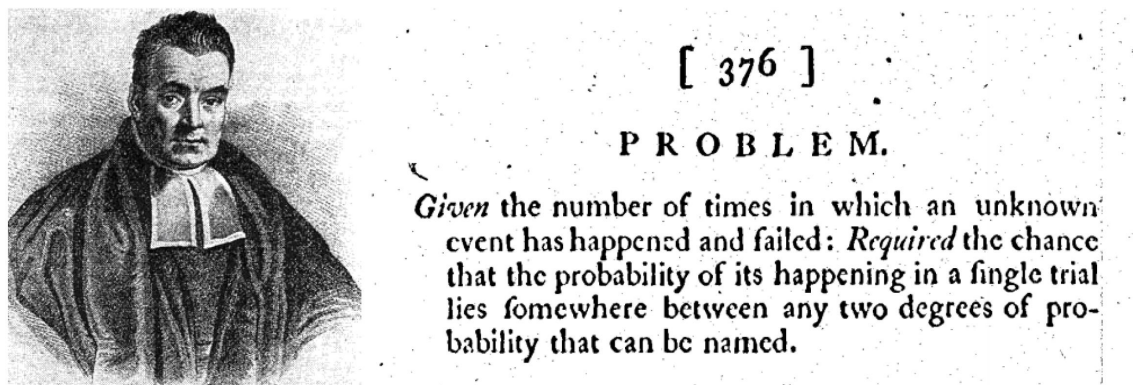 [ 376 ]
PROBLEM.
Given the number of times in which an unknown
event has happened and failed: Required the chance
that the probability of its happening in a ſingle trial
lies ſomewhere between any two degrees of pro-
bability that can be named.